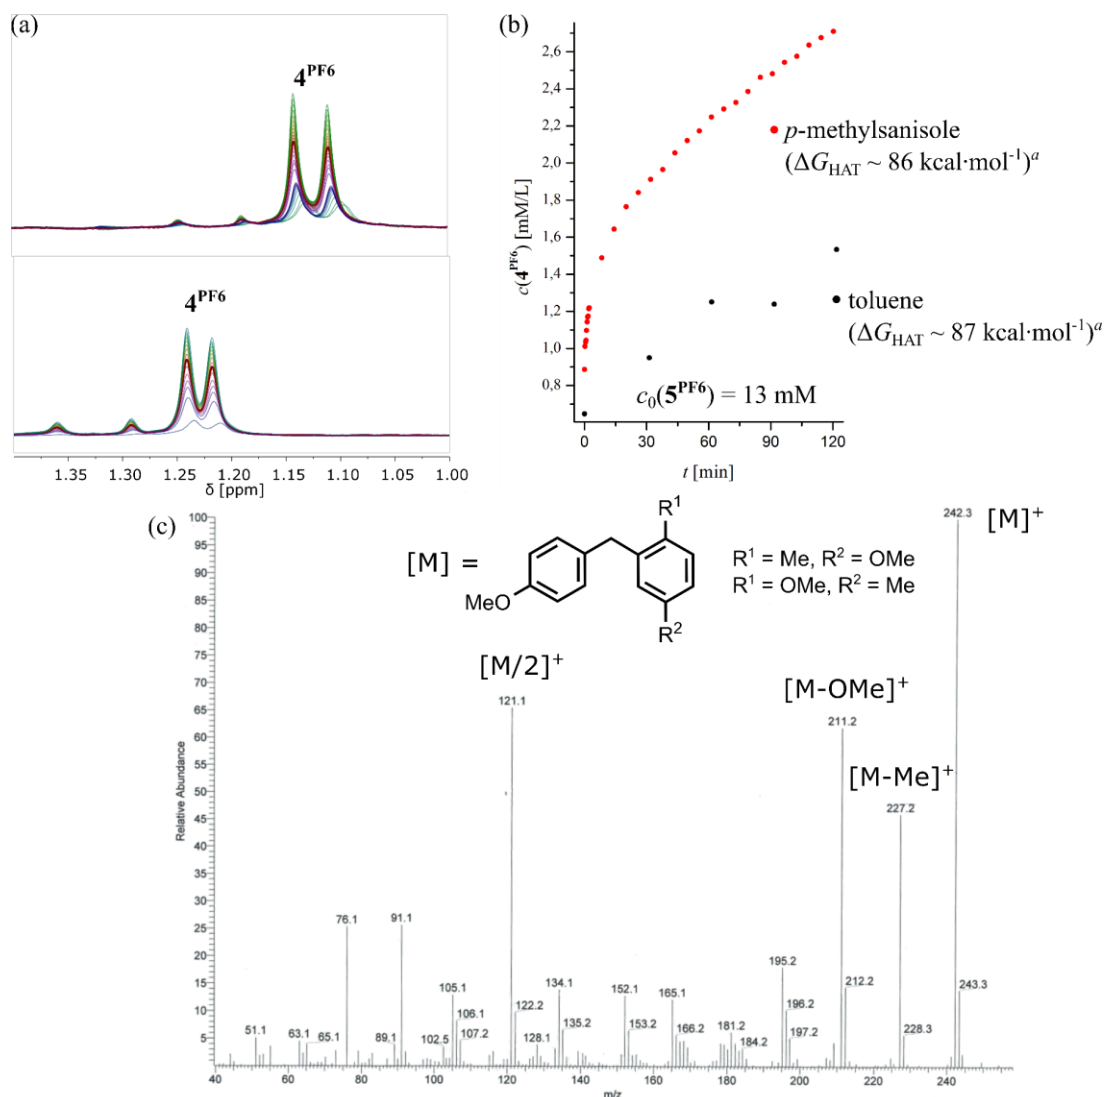 (a)
4PF6
4PF6
1.35 1.30 1.25 1.20 1.15 1.10 1.05 1.00
δ [ppm]
(b)
c(4PF6) [mM/L]
2,6
2,4
2,2
2,0
1,8
1,6
1,4
1,2
1,0
0,8
p-methylsanisole
(ΔGHAT ~ 86 kcal·mol-1)a
toluene
(ΔGHAT ~ 87 kcal·mol-1)a
c0(5PF6) = 13 mM
0 30 60 90 120
t [min]
(c)
[M] =
MeO
R1
R2
R1 = Me, R2 = OMe
R1 = OMe, R2 = Me
[M]+
[M/2]+
[M-OMe]+
[M-Me]+
Relative Abundance
100
95
90
85
80
75
70
65
60
55
50
45
40
35
30
25
20
15
10
5
51.1
63.1
65.1
76.1
89.1
91.1
102.5
105.1
106.1
107.2
121.1
122.2
128.1
134.1
135.2
152.1
153.2
165.1
166.2
181.2
184.2
195.2
196.2
197.2
211.2
212.2
227.2
228.3
242.3
243.3
40 60 80 100 120 140 160 180 200 220 240
m/z